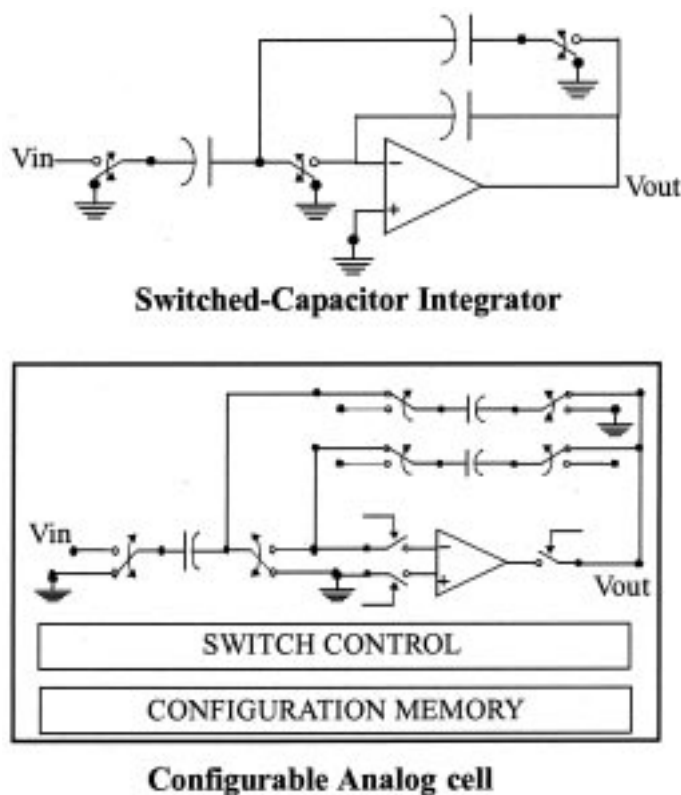 Vin
−
+
Vout
Switched-Capacitor Integrator
Vin
−
+
Vout
SWITCH CONTROL
CONFIGURATION MEMORY
Configurable Analog cell